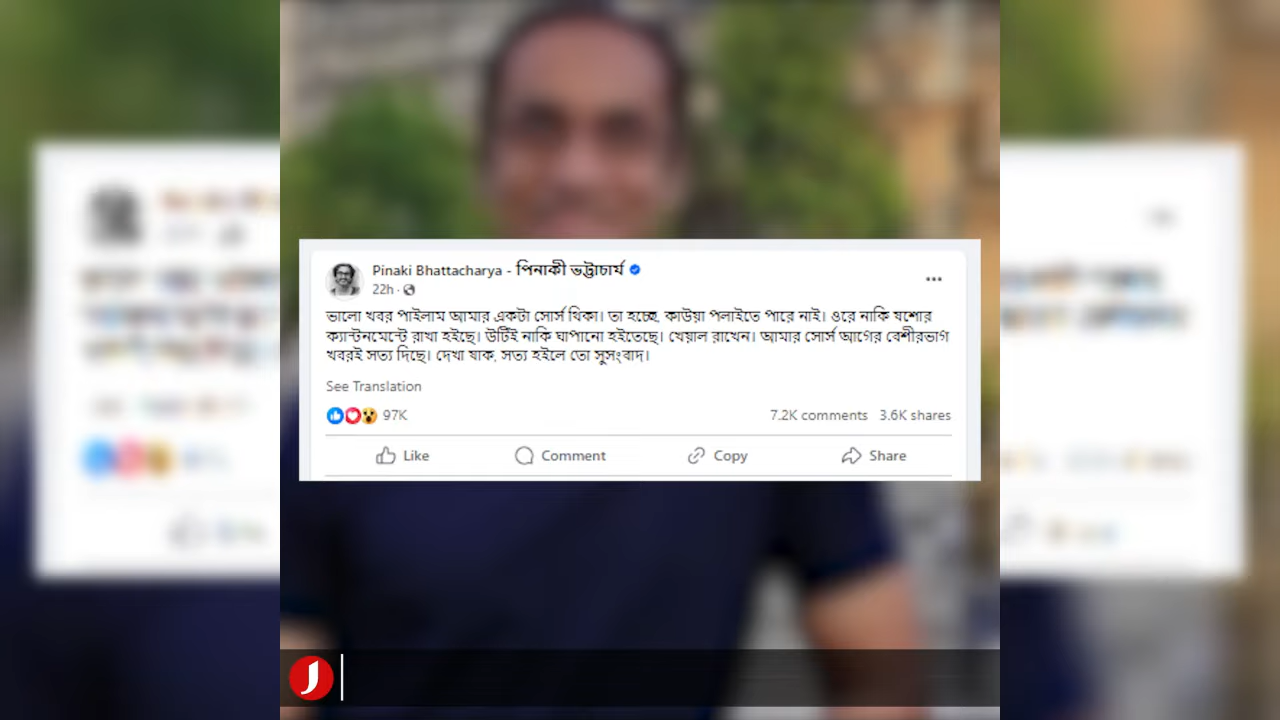 Pinaki Bhattacharya - পিনাকী ভট্টাচার্য
22h ·
ভালো খবর পাইলাম আমার একটা সোর্স থিকা। তা হচ্ছে, কাউয়া পলাইতে পারে নাই। ওরে নাকি যশোর
ক্যান্টনমেন্টে রাখা হইছে। উটিই নাকি ঘাপানো হইতেছে। খেয়াল রাখেন। আমার সোর্স আগের বেশীরভাগ
খবরই সত্য দিছে। দেখা যাক, সত্য হইলে তো সুসংবাদ।
See Translation
97K 7.2K comments 3.6K shares
Like Comment Copy Share
J